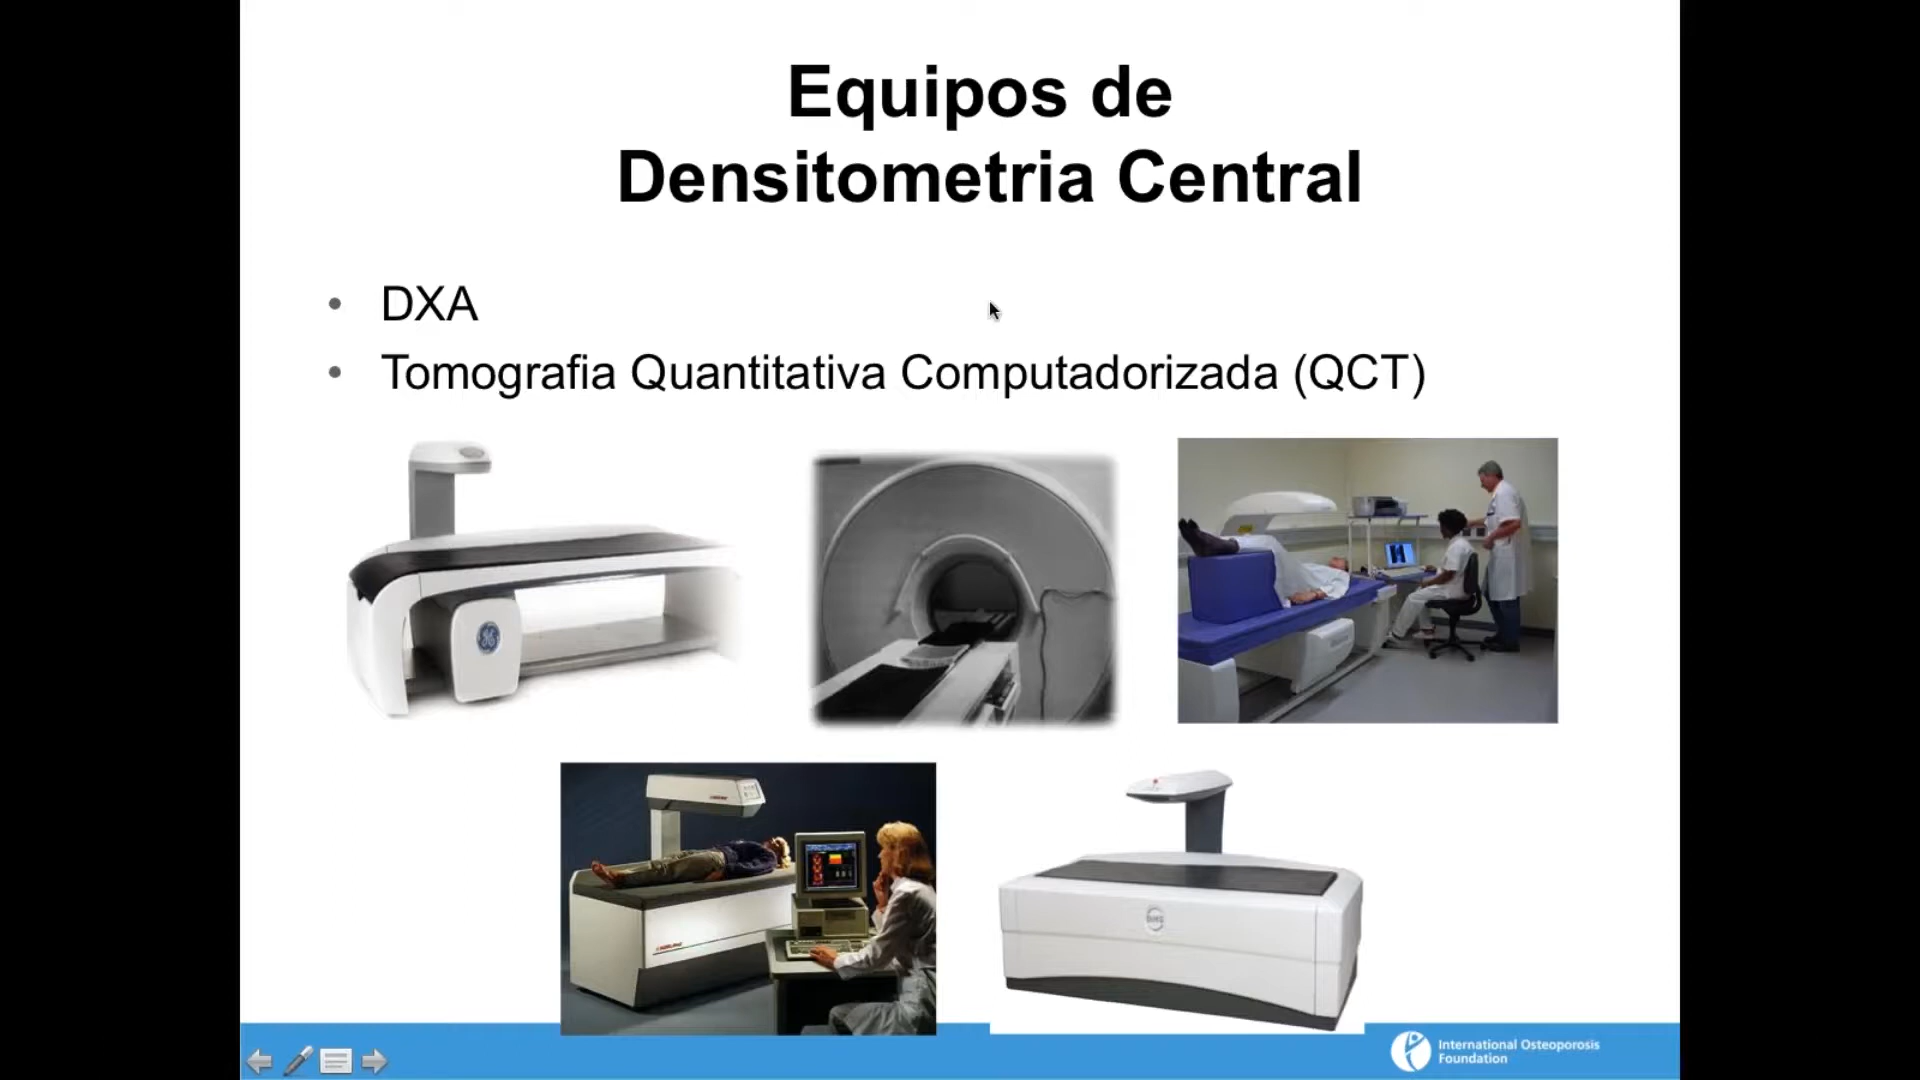 Equipos de
Densitometria Central
• DXA
• Tomografia Quantitativa Computadorizada (QCT)
International Osteoporosis
Foundation